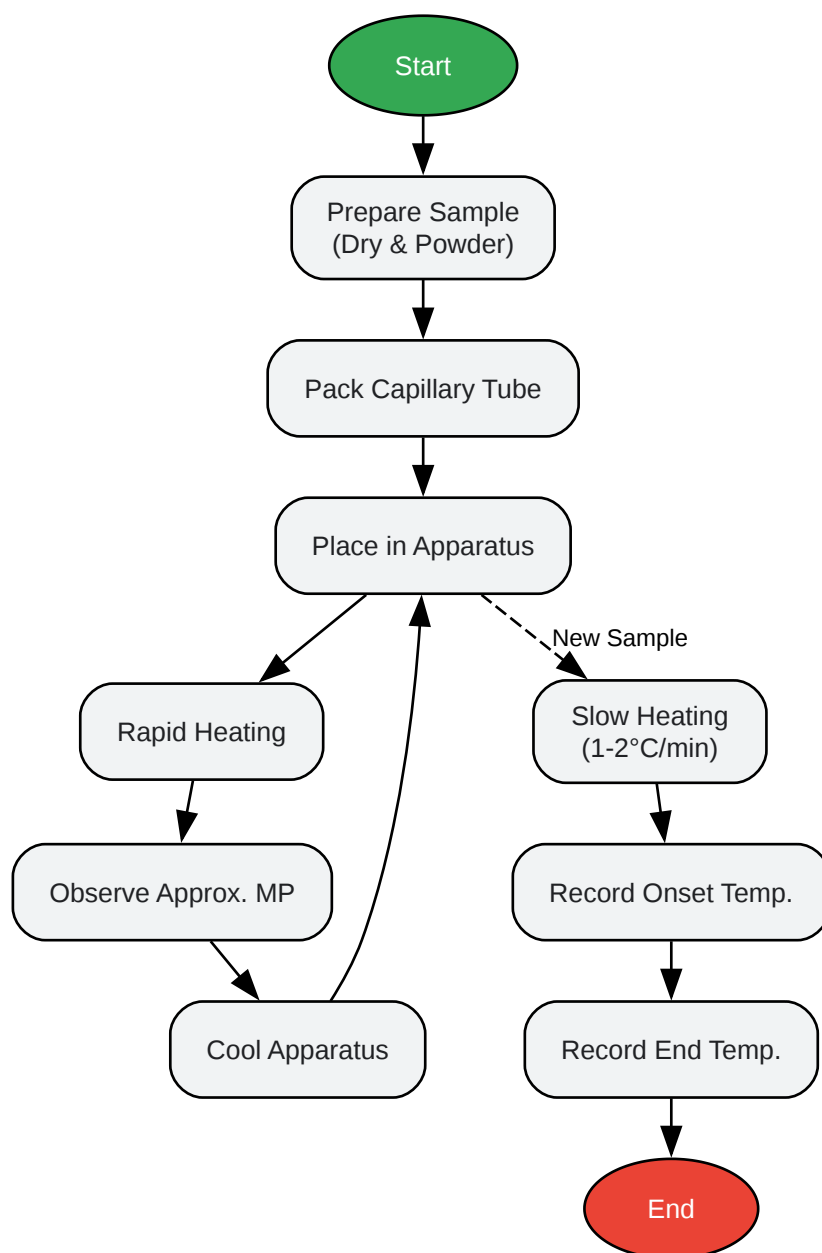 Start
Prepare Sample
(Dry & Powder)
Pack Capillary Tube
Place in Apparatus
New Sample
Rapid Heating
Slow Heating
(1-2°C/min)
Observe Approx. MP
Record Onset Temp.
Cool Apparatus
Record End Temp.
End